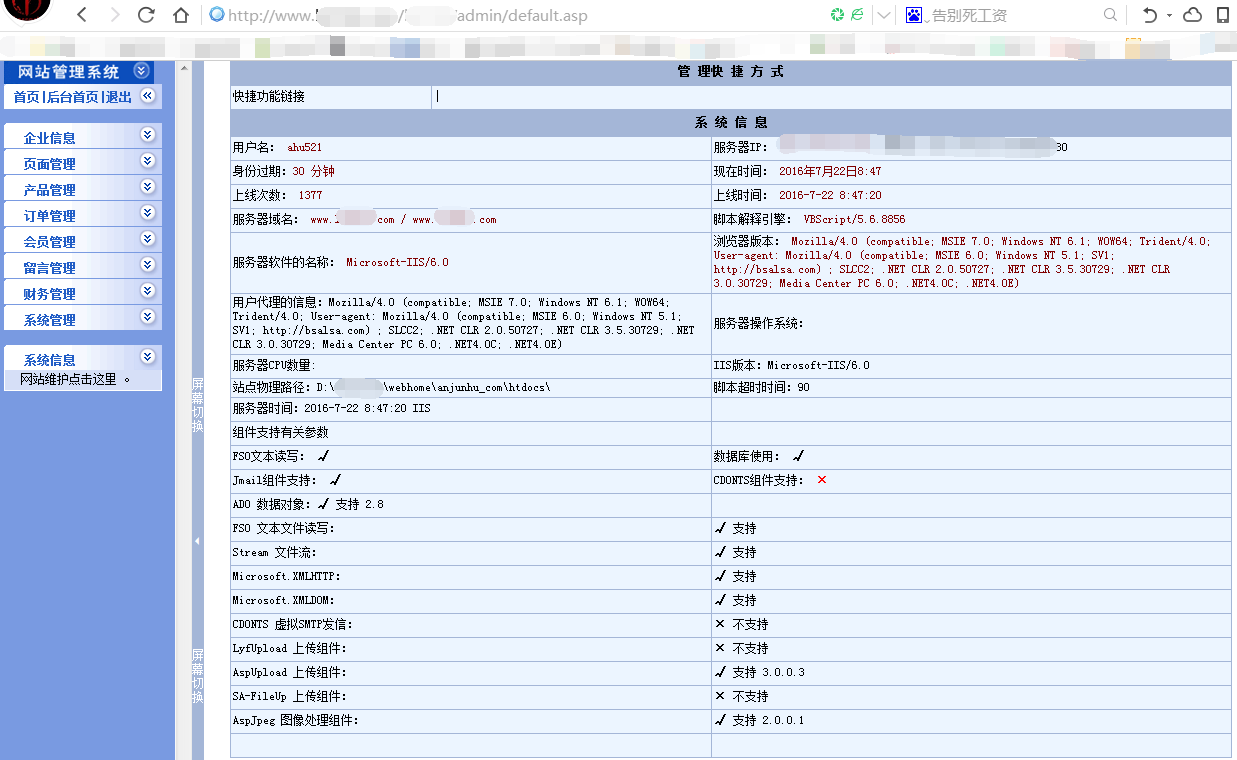 http://www. / /admin/default.asp
告别死工资
网站管理系统
首页|后台首页|退出
企业信息
页面管理
产品管理
订单管理
会员管理
留言管理
财务管理
系统管理
系统信息
网站维护点击这里 。
屏幕切换
屏幕切换
管 理快 捷 方 式
快捷功能链接 |
系 统 信 息
用户名: ahu521
服务器IP: 80
身份过期:30 分钟
现在时间: 2016年7月22日8:47
上线次数: 1377
上线时间: 2016-7-22 8:47:20
服务器域名: www. com / www. .com
脚本解释引擎: VBScript/5.6.8856
服务器软件的名称: Microsoft-IIS/6.0
浏览器版本: Mozilla/4.0 (compatible; MSIE 7.0; Windows NT 6.1; WOW64; Trident/4.0;
User-agent: Mozilla/4.0 (compatible; MSIE 6.0; Windows NT 5.1; SV1;
http://bsalsa.com) ; SLCC2; .NET CLR 2.0.50727; .NET CLR 3.5.30729; .NET CLR
3.0.30729; Media Center PC 6.0; .NET4.0C; .NET4.0E)
用户代理的信息:Mozilla/4.0 (compatible; MSIE 7.0; Windows NT 6.1; WOW64;
Trident/4.0; User-agent: Mozilla/4.0 (compatible; MSIE 6.0; Windows NT 5.1;
SV1; http://bsalsa.com) ; SLCC2; .NET CLR 2.0.50727; .NET CLR 3.5.30729; .NET
CLR 3.0.30729; Media Center PC 6.0; .NET4.0C; .NET4.0E)
服务器操作系统:
服务器CPU数量:
IIS版本:Microsoft-IIS/6.0
站点物理路径:D:\ \webhome\anjunhu_com\htdocs\
脚本超时时间:90
服务器时间:2016-7-22 8:47:20 IIS
组件支持有关参数
FSO文本读写: ✓
数据库使用: ✓
Jmail组件支持: ✓
CDONTS组件支持: ×
ADO 数据对象:✓ 支持 2.8
FSO 文本文件读写:
✓ 支持
Stream 文件流:
✓ 支持
Microsoft.XMLHTTP:
✓ 支持
Microsoft.XMLDOM:
✓ 支持
CDONTS 虚拟SMTP发信:
× 不支持
LyfUpload 上传组件:
× 不支持
AspUpload 上传组件:
✓ 支持 3.0.0.3
SA-FileUp 上传组件:
× 不支持
AspJpeg 图像处理组件:
✓ 支持 2.0.0.1